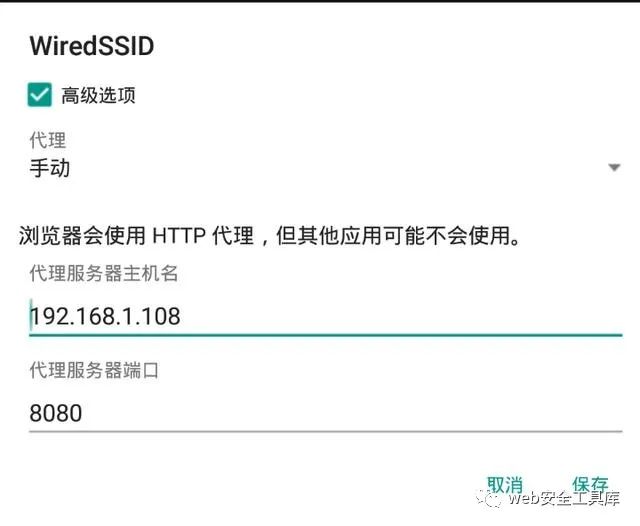 WiredSSID
高级选项
代理
手动
浏览器会使用 HTTP 代理，但其他应用可能不会使用。
代理服务器主机名
192.168.1.108
代理服务器端口
8080
取消 保存
web安全工具库